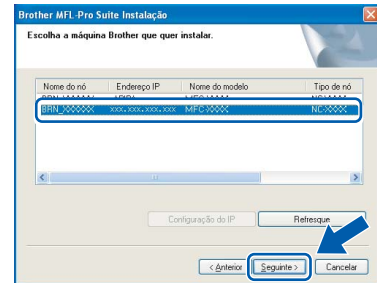 Brother MFL-Pro Suite Instalação
Escolha a máquina Brother que quer instalar.
Nome do nó Endereço IP Nome do modelo Tipo de nó
BRN_XXXXXX xxx.xxx.xxx.xxx MFC-XXXX NC-XXXX
Configuração do IP Refresque
< Anterior Seguinte > Cancelar